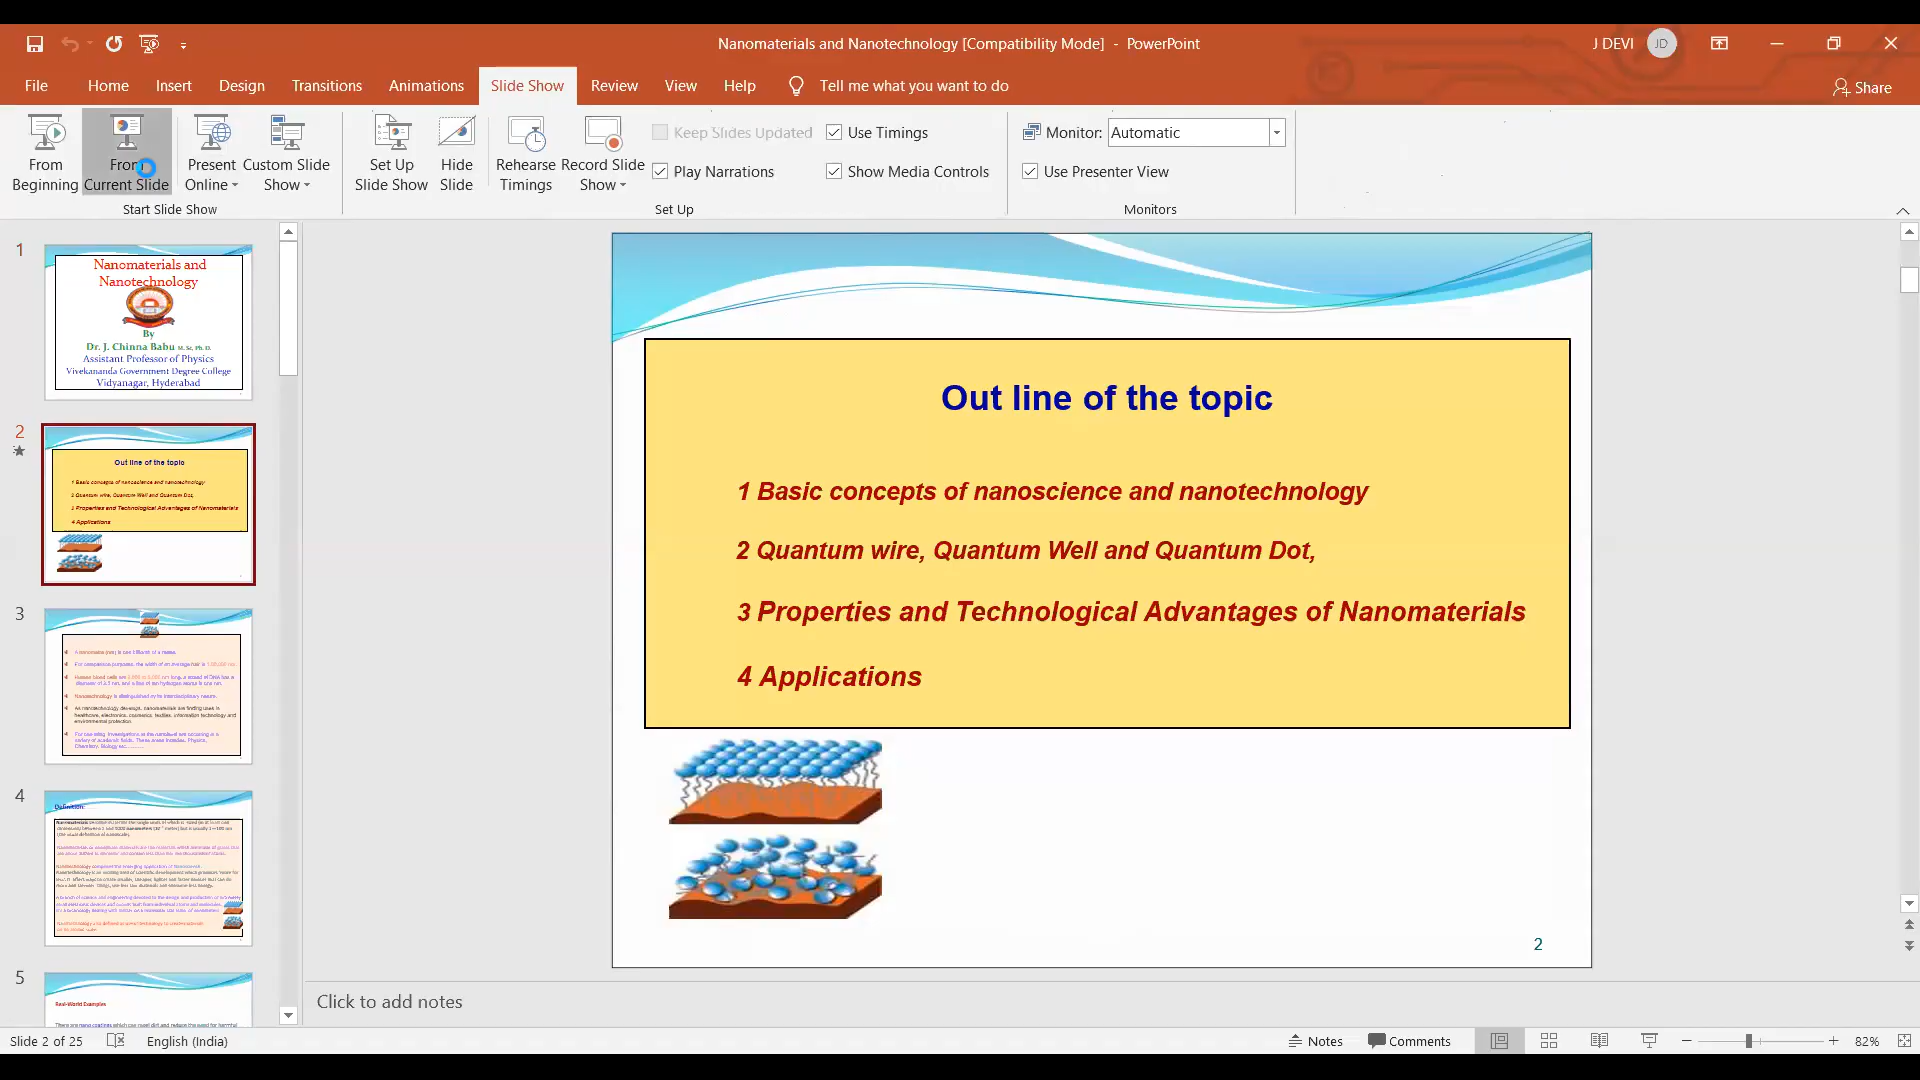 Nanomaterials and Nanotechnology [Compatibility Mode] - PowerPoint
J DEVI
JD
File
Home
Insert
Design
Transitions
Animations
Slide Show
Review
View
Help
Tell me what you want to do
Share
From Beginning
From Current Slide
Present Online
Custom Slide Show
Set Up Slide Show
Hide Slide
Rehearse Timings
Record Slide Show
Keep Slides Updated
Use Timings
Play Narrations
Show Media Controls
Monitor:
Automatic
Use Presenter View
Start Slide Show
Set Up
Monitors
1
Nanomaterials and
Nanotechnology
By
Dr. J. Chinna Babu M. Sc, Ph. D.
Assistant Professor of Physics
Vivekananda Government Degree College
Vidyanagar, Hyderabad
2
Out line of the topic
1 Basic concepts of nanoscience and nanotechnology
2 Quantum wire, Quantum Well and Quantum Dot,
3 Properties and Technological Advantages of Nanomaterials
4 Applications
3
4
Definition:
5
Real-World Examples
Out line of the topic
1 Basic concepts of nanoscience and nanotechnology
2 Quantum wire, Quantum Well and Quantum Dot,
3 Properties and Technological Advantages of Nanomaterials
4 Applications
2
Click to add notes
Slide 2 of 25
English (India)
Notes
Comments
82%